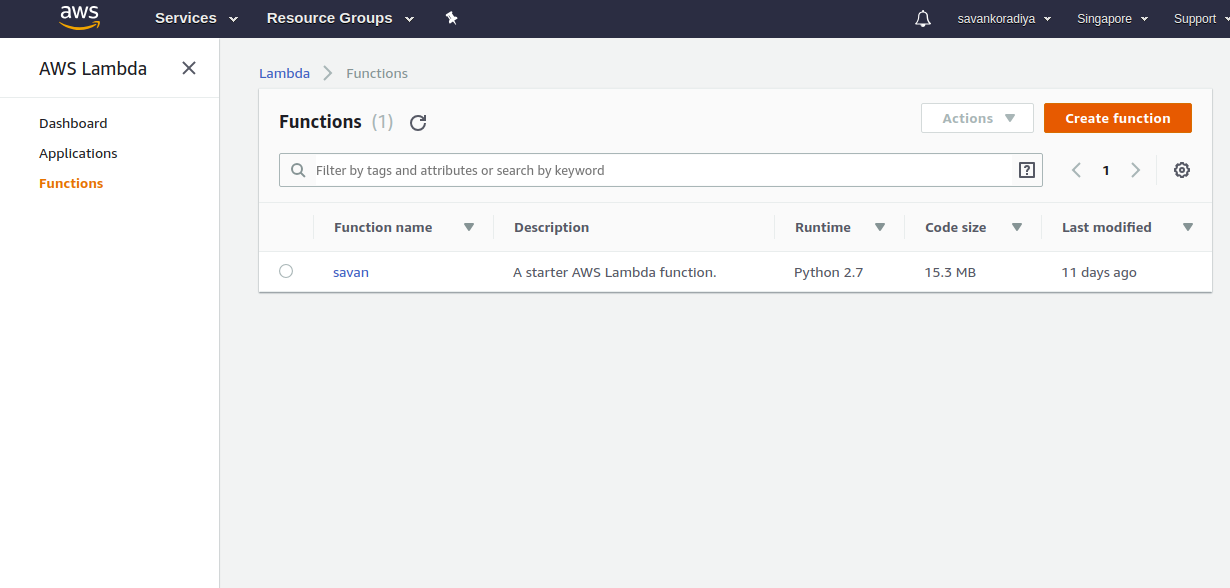 aws Services Resource Groups savankoradiya Singapore Support
AWS Lambda
Dashboard
Applications
Functions
Lambda Functions
Functions (1) Actions Create function
Filter by tags and attributes or search by keyword ? 1
Function name Description Runtime Code size Last modified
savan A starter AWS Lambda function. Python 2.7 15.3 MB 11 days ago